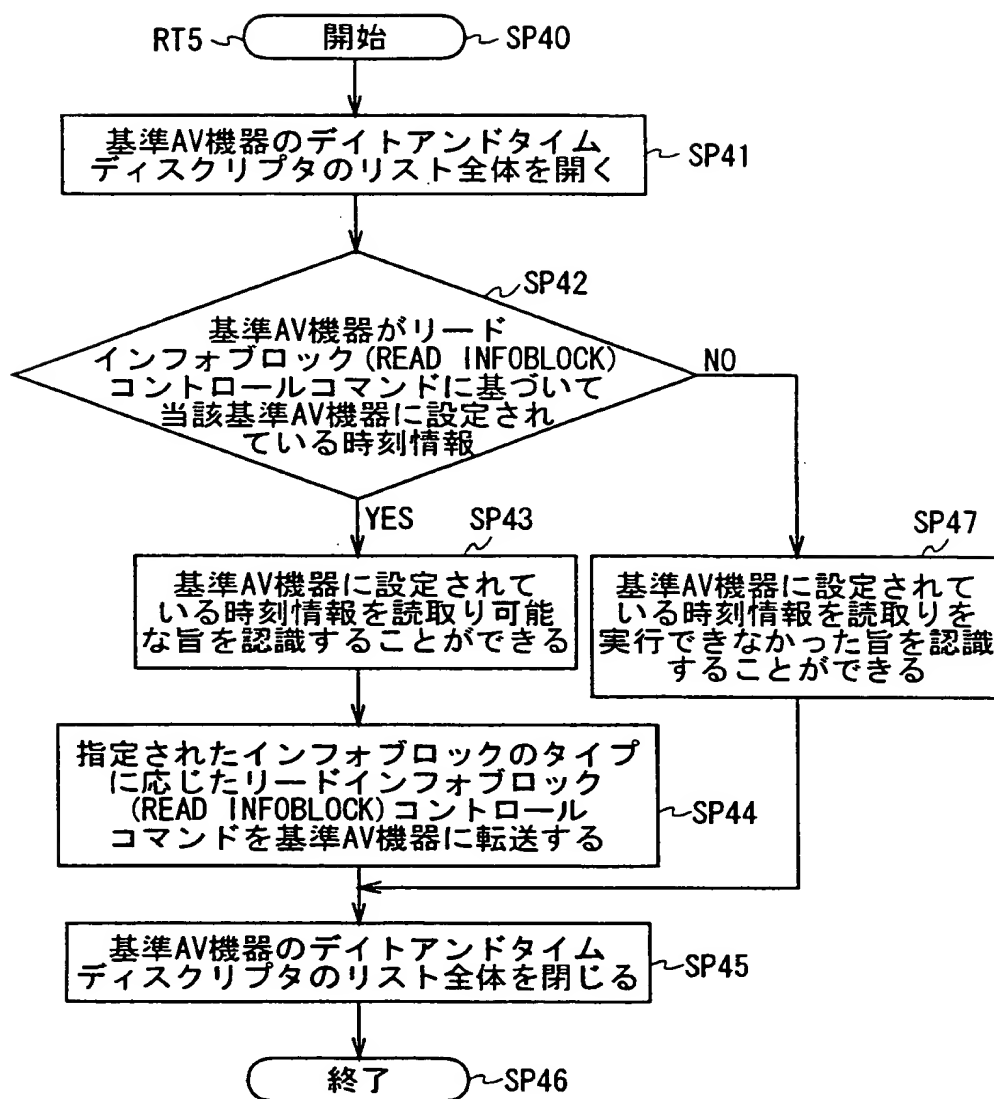 RT5
開始
SP40
基準AV機器のデイトアンドタイム
ディスクリプタのリスト全体を開く
SP41
SP42
基準AV機器がリード
インフォブロック(READ INFOBLOCK)
コントロールコマンドに基づいて
当該基準AV機器に設定され
ている時刻情報
NO
YES
SP43
基準AV機器に設定されて
いる時刻情報を読取り可能
な旨を認識することができる
SP47
基準AV機器に設定されて
いる時刻情報を読取りを
実行できなかった旨を認識
することができる
指定されたインフォブロックのタイプ
に応じたリードインフォブロック
(READ INFOBLOCK)コントロール
コマンドを基準AV機器に転送する
SP44
基準AV機器のデイトアンドタイム
ディスクリプタのリスト全体を閉じる
SP45
終了
SP46